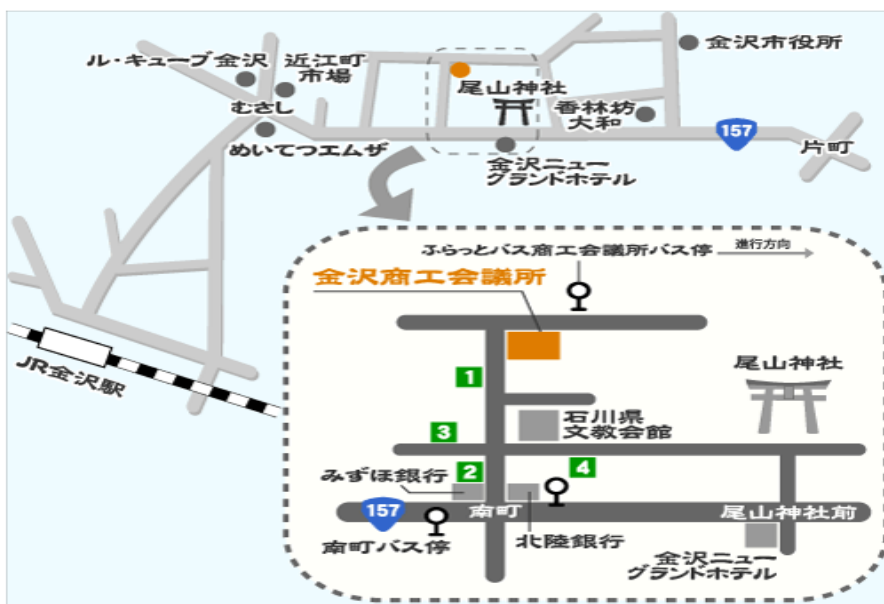 金沢市役所
ル・キューブ金沢
近江町
市場
尾山神社
むさし
香林坊
大和
157
めいてつエムザ
片町
金沢ニュー
グランドホテル
ふらっとバス商工会議所バス停
進行方向
金沢商工会議所
JR金沢駅
尾山神社
1
石川県
文教会館
3
みずほ銀行
2
4
157
南町
尾山神社前
南町バス停
北陸銀行
金沢ニュー
グランドホテル